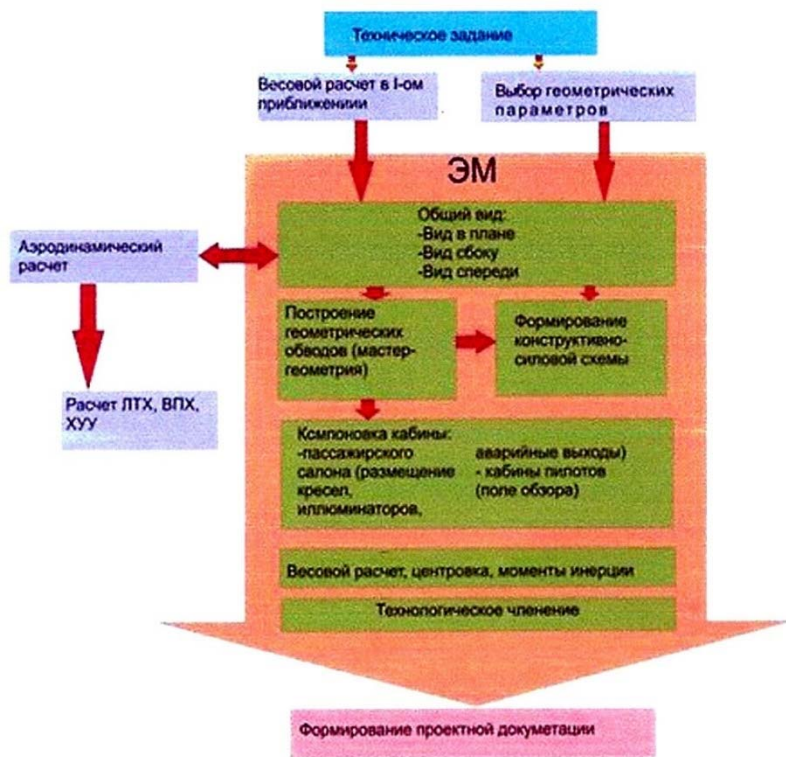 Техническое задание
Весовой расчет в I-ом
приближениии
Выбор геометрических
параметров
ЭМ
Общий вид:
-Вид в плане
-Вид сбоку
-Вид спереди
Аэродинамический
расчет
Построение
геометрических
обводов (мастер-
геометрия)
Формирование
конструктивно-
силовой схемы
Расчет ЛТХ, ВПХ,
ХУУ
Компоновка кабины:
-пассажирского
салона (размещение
кресел,
иллюминаторов,
аварийные выходы)
- кабины пилотов
(поле обзора)
Весовой расчет, центровка, моменты инерции
Технологическое членение
Формирование проектной докуметации